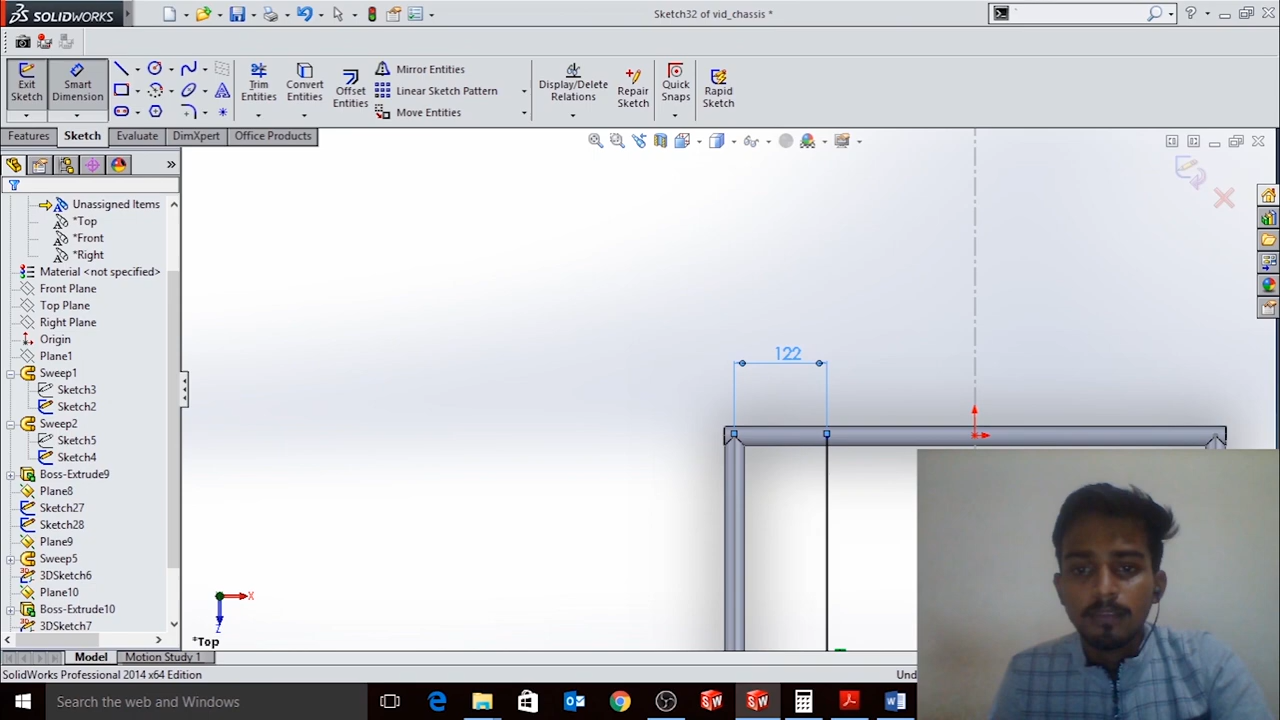 SOLIDWORKS
Sketch32 of vid_chassis *
Exit Sketch
Smart Dimension
Trim Entities
Convert Entities
Offset Entities
Mirror Entities
Linear Sketch Pattern
Move Entities
Display/Delete Relations
Repair Sketch
Quick Snaps
Rapid Sketch
Features
Sketch
Evaluate
DimXpert
Office Products
Unassigned Items
*Top
*Front
*Right
Material <not specified>
Front Plane
Top Plane
Right Plane
Origin
Plane1
Sweep1
Sketch3
Sketch2
Sweep2
Sketch5
Sketch4
Boss-Extrude9
Plane8
Sketch27
Sketch28
Plane9
Sweep5
3DSketch6
Plane10
Boss-Extrude10
3DSketch7
122
X
Z
*Top
Model
Motion Study 1
SolidWorks Professional 2014 x64 Edition
Und
Search the web and Windows